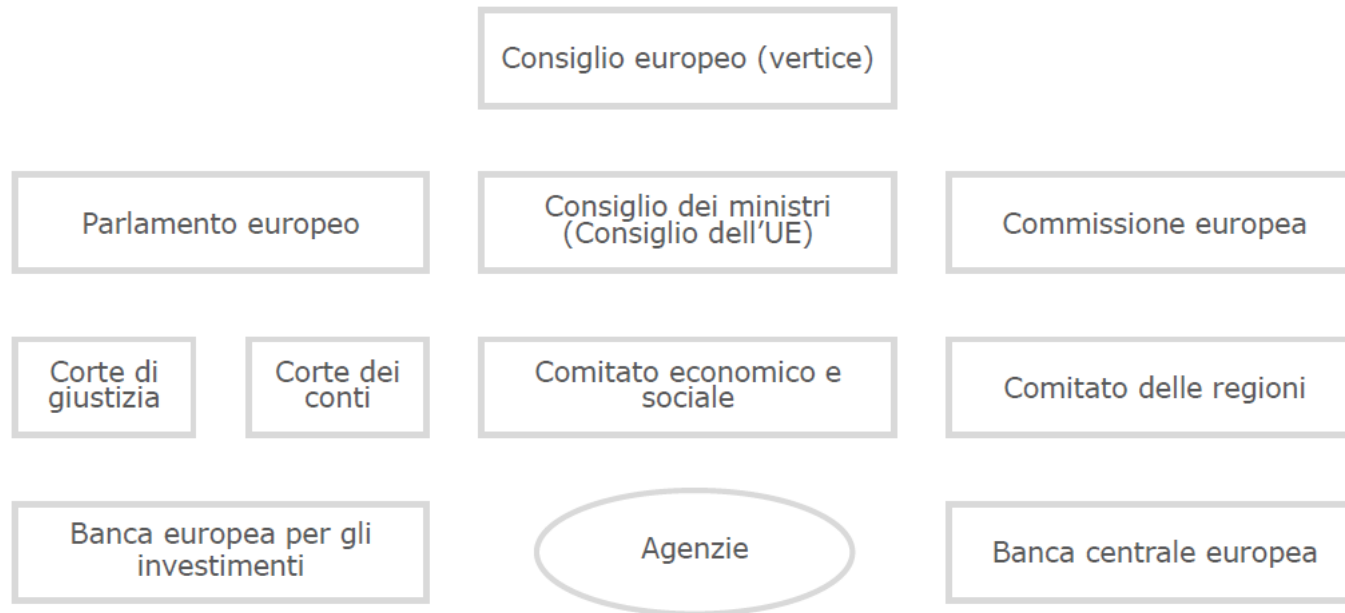 Consiglio europeo (vertice)
Parlamento europeo
Consiglio dei ministri
(Consiglio dell’UE)
Commissione europea
Corte di
giustizia
Corte dei
conti
Comitato economico e
sociale
Comitato delle regioni
Banca europea per gli
investimenti
Agenzie
Banca centrale europea